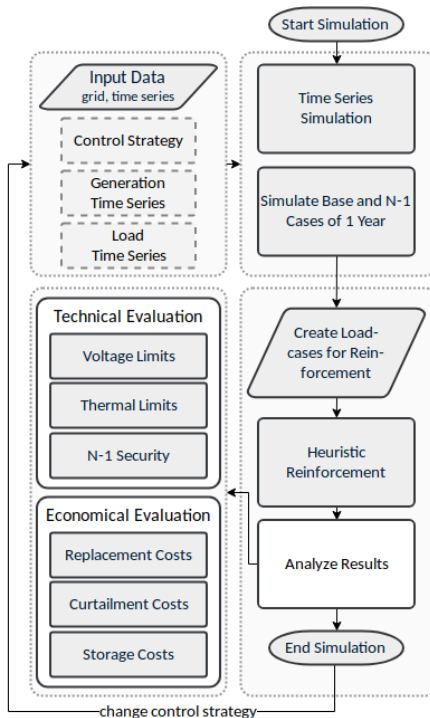 Start Simulation
Input Data
grid, time series
Control Strategy
Generation
Time Series
Load
Time Series
Time Series
Simulation
Simulate Base and N-1
Cases of 1 Year
Technical Evaluation
Voltage Limits
Thermal Limits
N-1 Security
Economical Evaluation
Replacement Costs
Curtailment Costs
Storage Costs
Create Load-
cases for Rein-
forcement
Heuristic
Reinforcement
Analyze Results
End Simulation
change control strategy